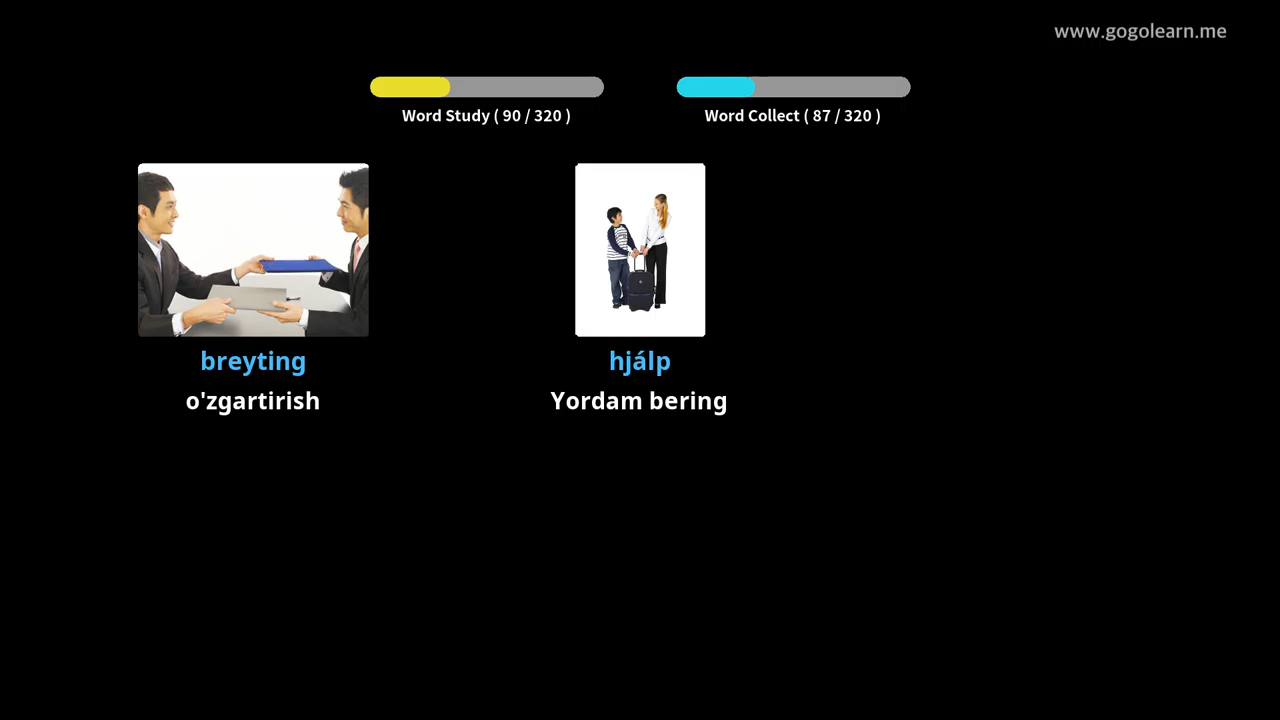 www.gogolearn.me
Word Study ( 90 / 320 )
Word Collect ( 87 / 320 )
breyting
hjálp
o'zgartirish
Yordam bering